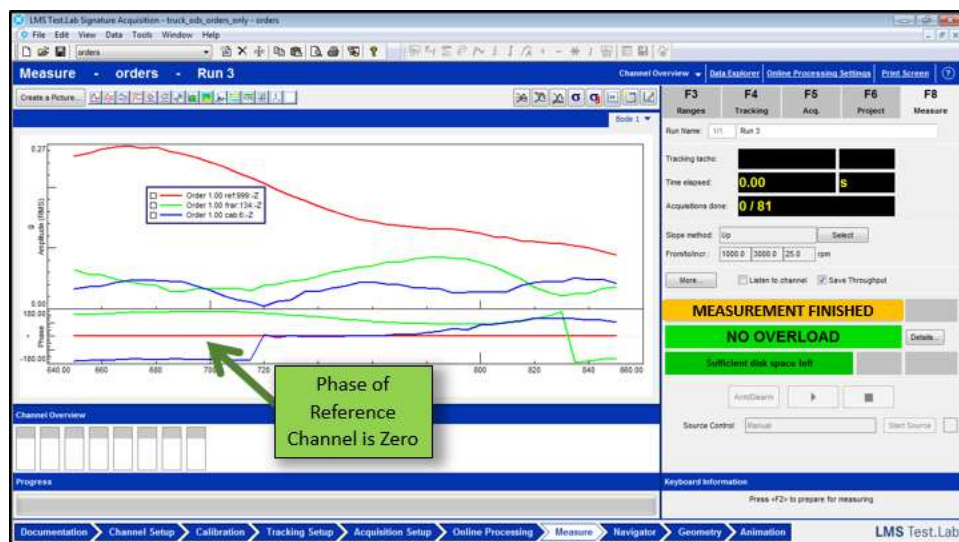 LMS Test.Lab Signature Acquisition - truck_ods_orders_only - orders
File Edit View Data Tools Window Help
orders
Measure - orders - Run 3
Channel Overview
Data Explorer
Online Processing Settings
Print Screen
Create a Picture...
F3 F4 F5 F6 F8
Ranges Tracking Acq. Project Measure
Bode 1
Run Name: 1/1 Run 3
0.27
g
Amplitude (RMS)
0.00
Order 1.00 ref:999:-Z
Order 1.00 frar:134:-Z
Order 1.00 cab:6:-Z
180.00
Phase
°
-180.00
640.00 660 680 700 720 800 820 840 860.00
Phase of
Reference
Channel is Zero
Tracking tacho:
Time elapsed: 0.00 s
Acquisitions done: 0 / 81
Slope method: Up Select...
From/to/incr.: 1000.0 3000.0 25.0 rpm
More... Listen to channel Save Throughput
MEASUREMENT FINISHED
NO OVERLOAD
Details...
Sufficient disk space left
Arm/Disarm
Source Control: Manual Start Source
Channel Overview
Progress
Keyboard Information
Press <F2> to prepare for measuring
Documentation Channel Setup Calibration Tracking Setup Acquisition Setup Online Processing Measure Navigator Geometry Animation
LMS Test.Lab